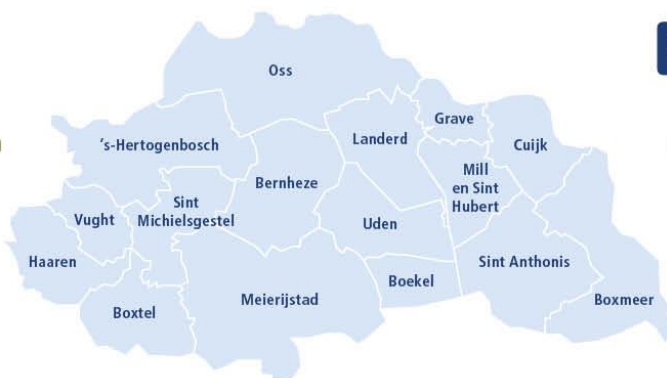 Oss
Grave
Landerd
Cuijk
's-Hertogenbosch
Mill
en Sint
Hubert
Bernheze
Sint
Michielsgestel
Vught
Uden
Haaren
Sint Anthonis
Boekel
Meierijstad
Boxmeer
Boxtel